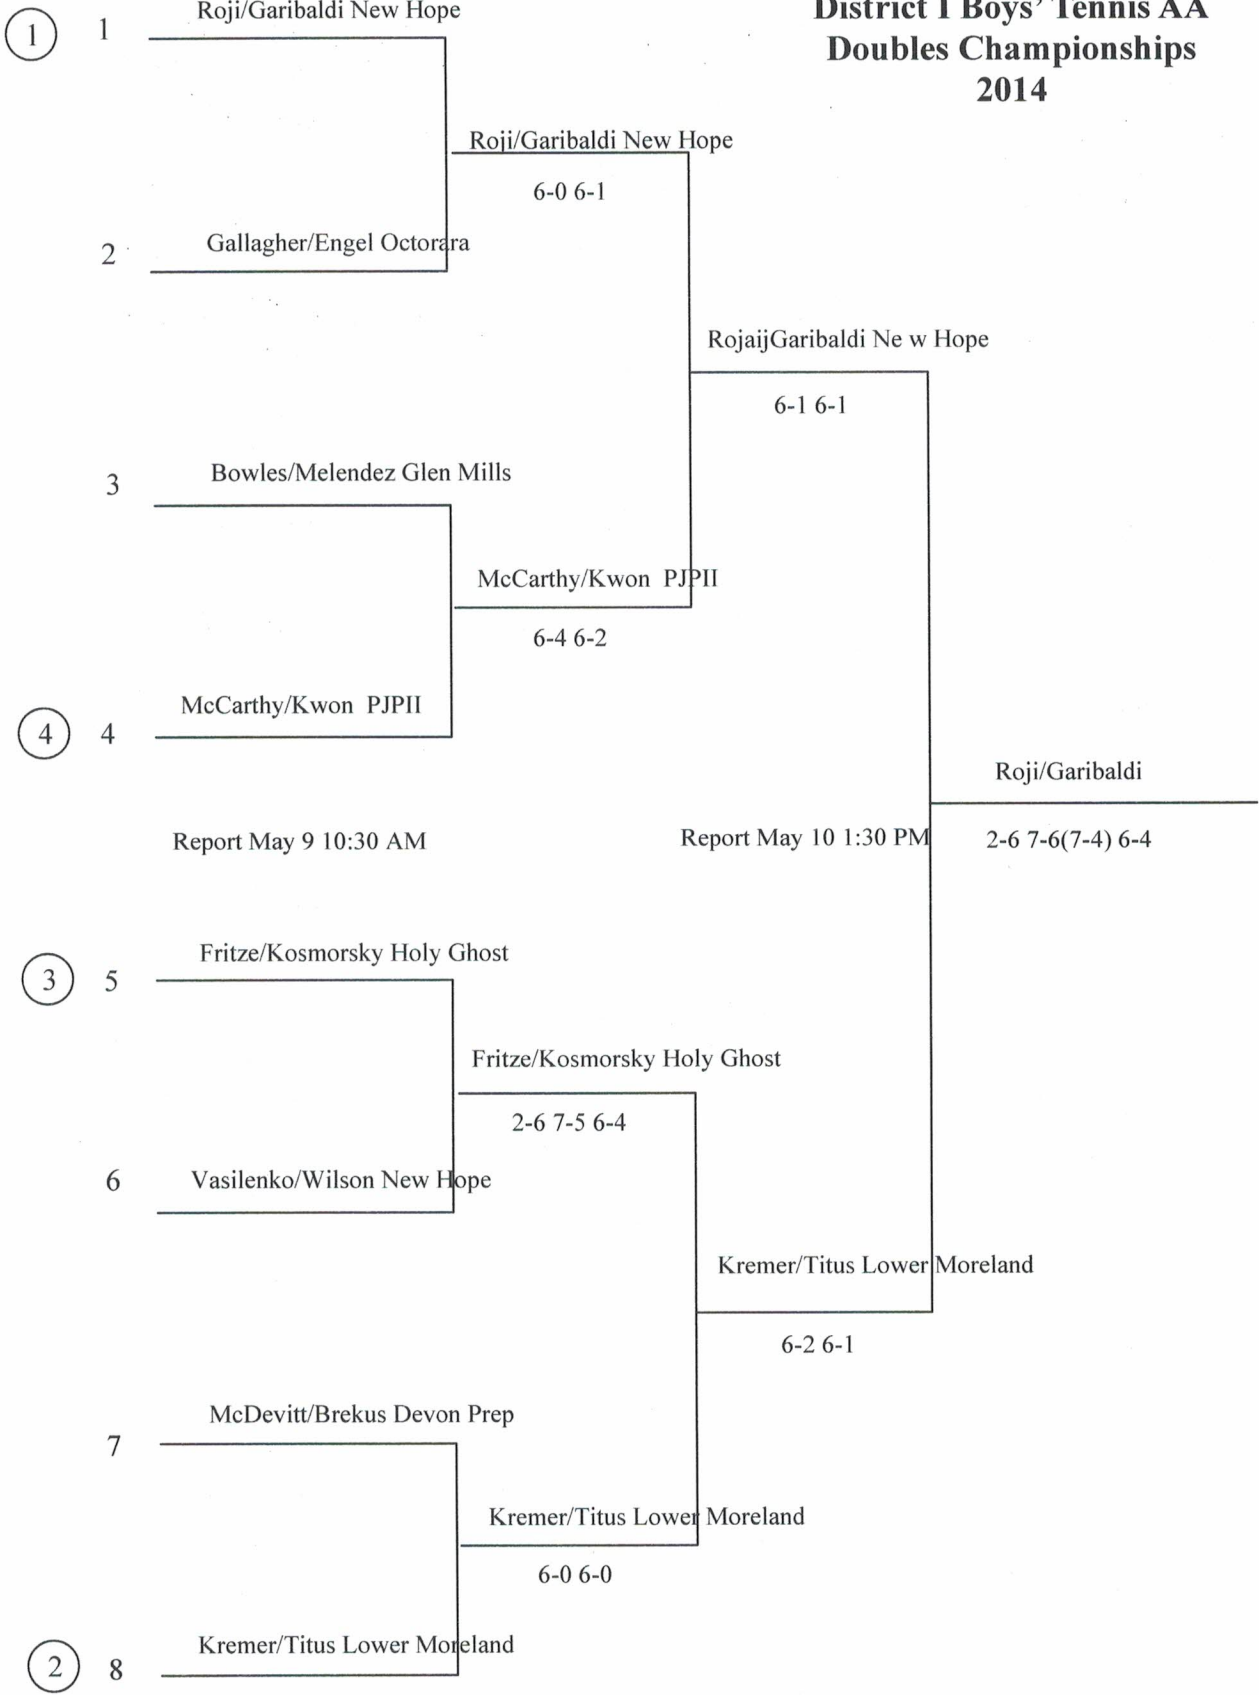 District 1 Boys' Tennis AA
Doubles Championships
2014
1 1 Roji/Garibaldi New Hope
Roji/Garibaldi New Hope
6-0 6-1
2 Gallagher/Engel Octorara
RojaijGaribaldi Ne w Hope
6-1 6-1
3 Bowles/Melendez Glen Mills
McCarthy/Kwon PJPII
6-4 6-2
4 4 McCarthy/Kwon PJPII
Roji/Garibaldi
Report May 9 10:30 AM
Report May 10 1:30 PM
2-6 7-6(7-4) 6-4
3 5 Fritze/Kosmorsky Holy Ghost
Fritze/Kosmorsky Holy Ghost
2-6 7-5 6-4
6 Vasilenko/Wilson New Hope
Kremer/Titus Lower Moreland
6-2 6-1
7 McDevitt/Brekus Devon Prep
Kremer/Titus Lower Moreland
6-0 6-0
2 8 Kremer/Titus Lower Moreland